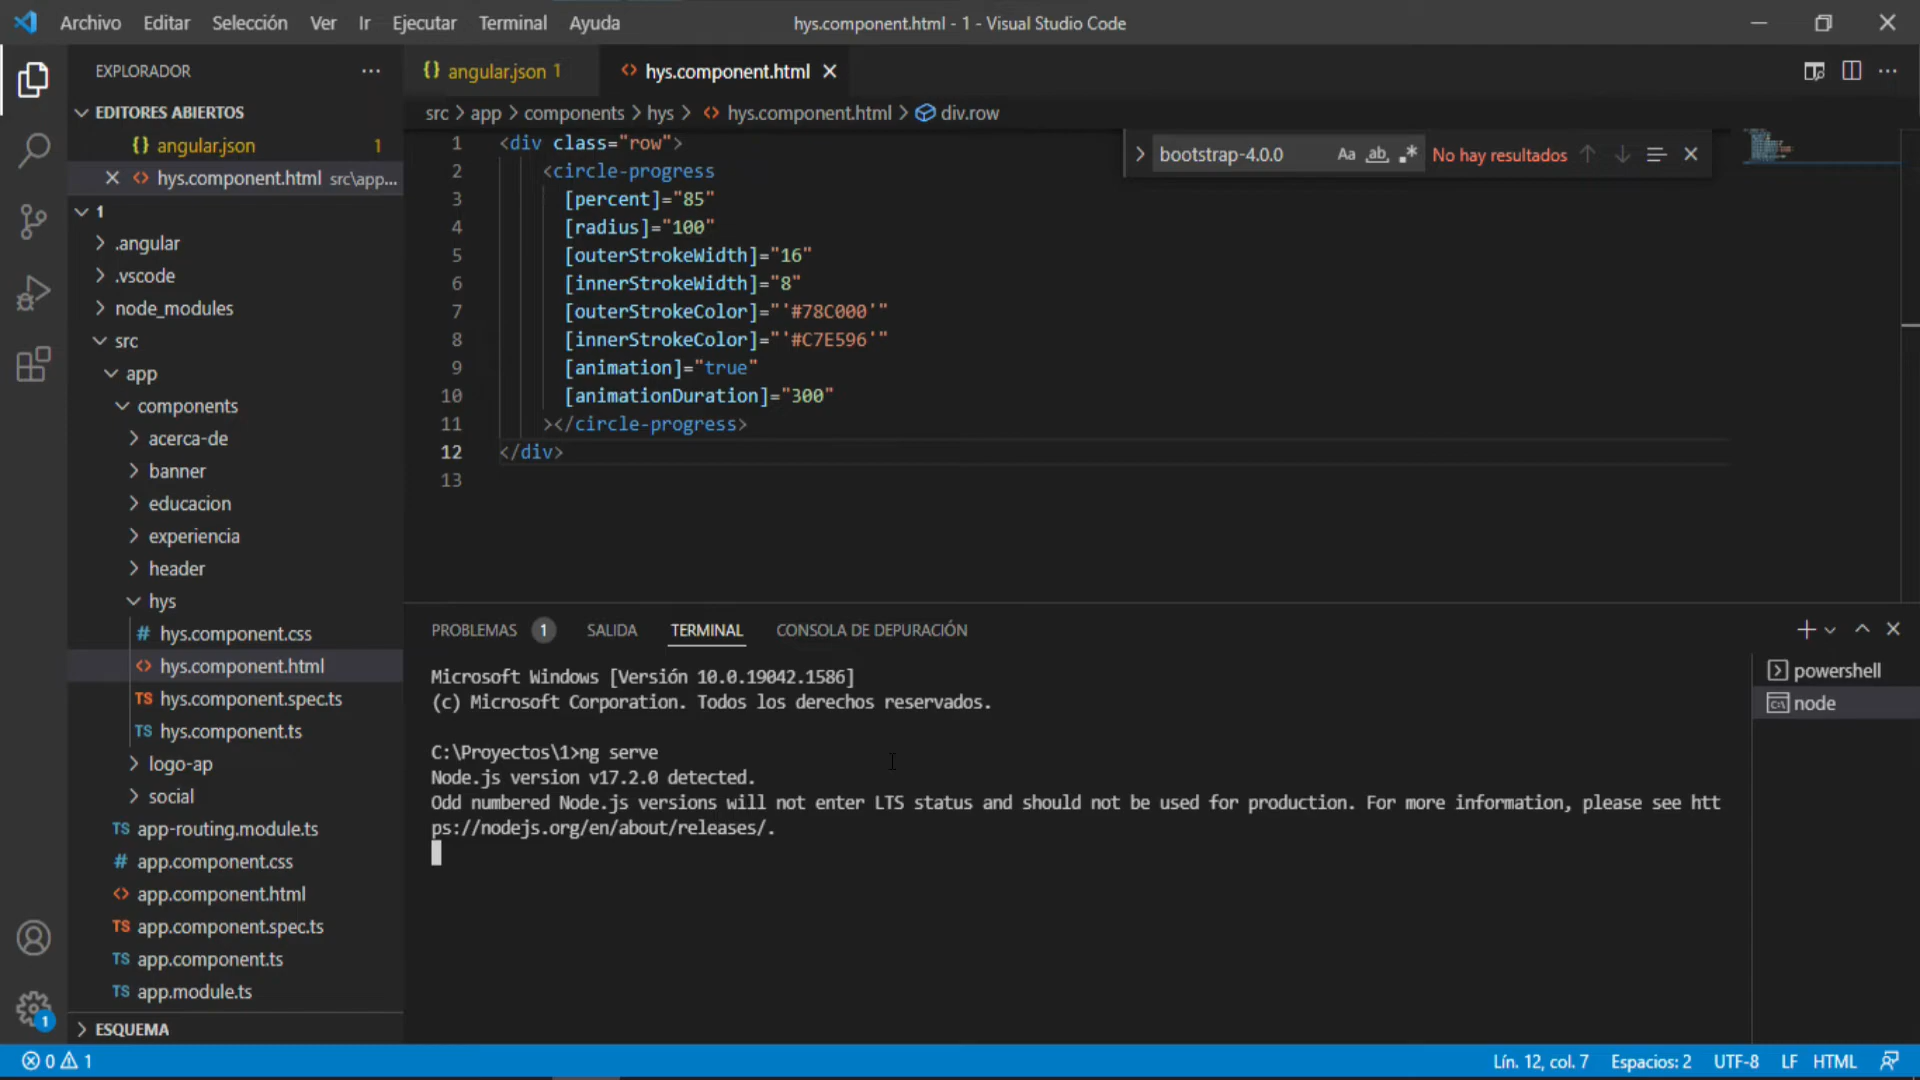 Archivo Editar Selección Ver Ir Ejecutar Terminal Ayuda
hys.component.html - 1 - Visual Studio Code
EXPLORADOR
EDITORES ABIERTOS
{} angular.json 1
<> hys.component.html src\app...
1
.angular
.vscode
node_modules
src
app
components
acerca-de
banner
educacion
experiencia
header
hys
# hys.component.css
<> hys.component.html
TS hys.component.spec.ts
TS hys.component.ts
logo-ap
social
TS app-routing.module.ts
# app.component.css
<> app.component.html
TS app.component.spec.ts
TS app.component.ts
TS app.module.ts
ESQUEMA
1
{} angular.json 1
<> hys.component.html
src > app > components > hys > <> hys.component.html > div.row
bootstrap-4.0.0 Aa ab .* No hay resultados
1 <div class="row">
2 <circle-progress
3 [percent]="85"
4 [radius]="100"
5 [outerStrokeWidth]="16"
6 [innerStrokeWidth]="8"
7 [outerStrokeColor]="'#78C000'"
8 [innerStrokeColor]="'#C7E596'"
9 [animation]="true"
10 [animationDuration]="300"
11 ></circle-progress>
12 </div>
13
PROBLEMAS 1 SALIDA TERMINAL CONSOLA DE DEPURACIÓN
Microsoft Windows [Versión 10.0.19042.1586]
(c) Microsoft Corporation. Todos los derechos reservados.
C:\Proyectos\1>ng serve
Node.js version v17.2.0 detected.
Odd numbered Node.js versions will not enter LTS status and should not be used for production. For more information, please see htt
ps://nodejs.org/en/about/releases/.
powershell
node
0 1
Lín. 12, col. 7 Espacios: 2 UTF-8 LF HTML